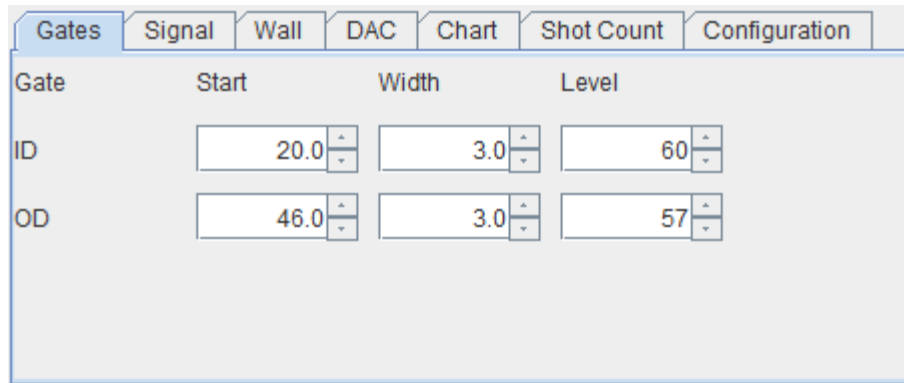 Gates Signal Wall DAC Chart Shot Count Configuration
Gate Start Width Level
ID 20.0 3.0 60
OD 46.0 3.0 57